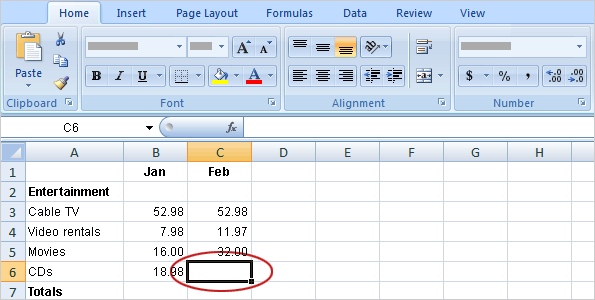 Home Insert Page Layout Formulas Data Review View
Paste
B I U A A A $ % , .0 .00 .00 .0
Clipboard Font Alignment Number
C6 fx
A B C D E F G H
1 Jan Feb
2 Entertainment
3 Cable TV 52.98 52.98
4 Video rentals 7.98 11.97
5 Movies 16.00 32.00
6 CDs 18.98
7 Totals